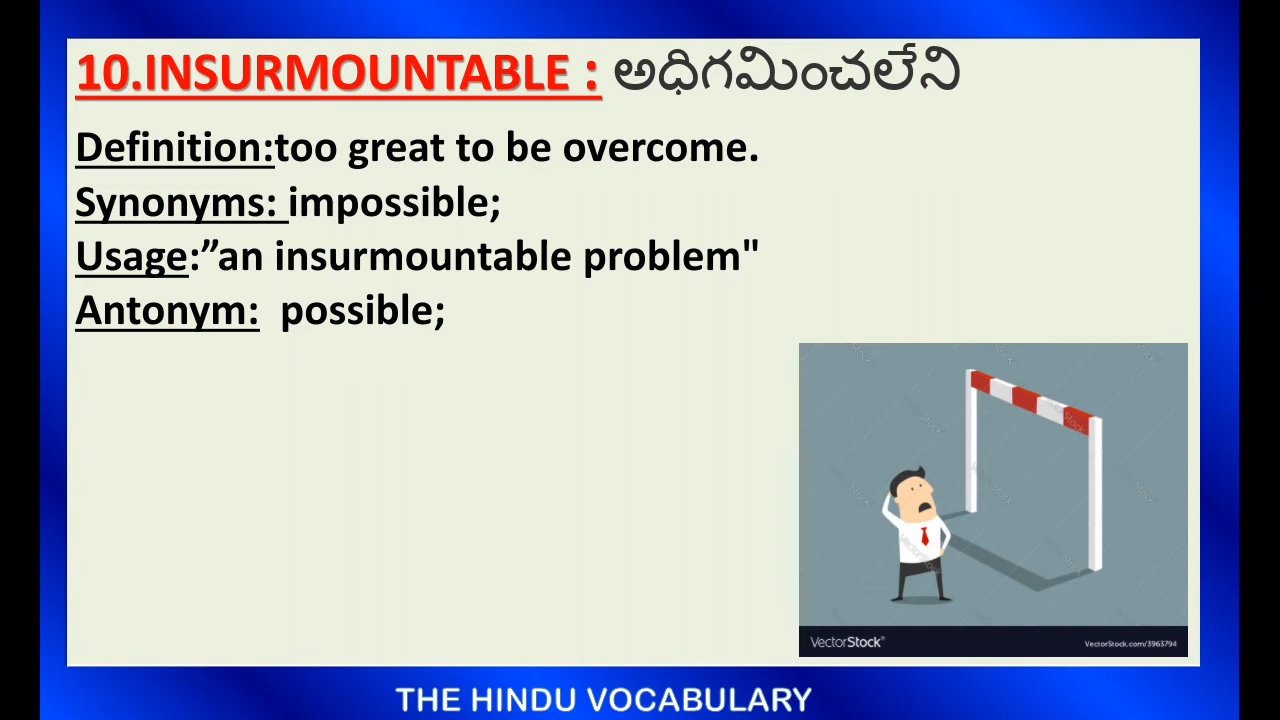 10.INSURMOUNTABLE : అధిగమించలేని
Definition:too great to be overcome.
Synonyms: impossible;
Usage:”an insurmountable problem"
Antonym:  possible;
VectorStock®
VectorStock.com/3963794
THE HINDU VOCABULARY